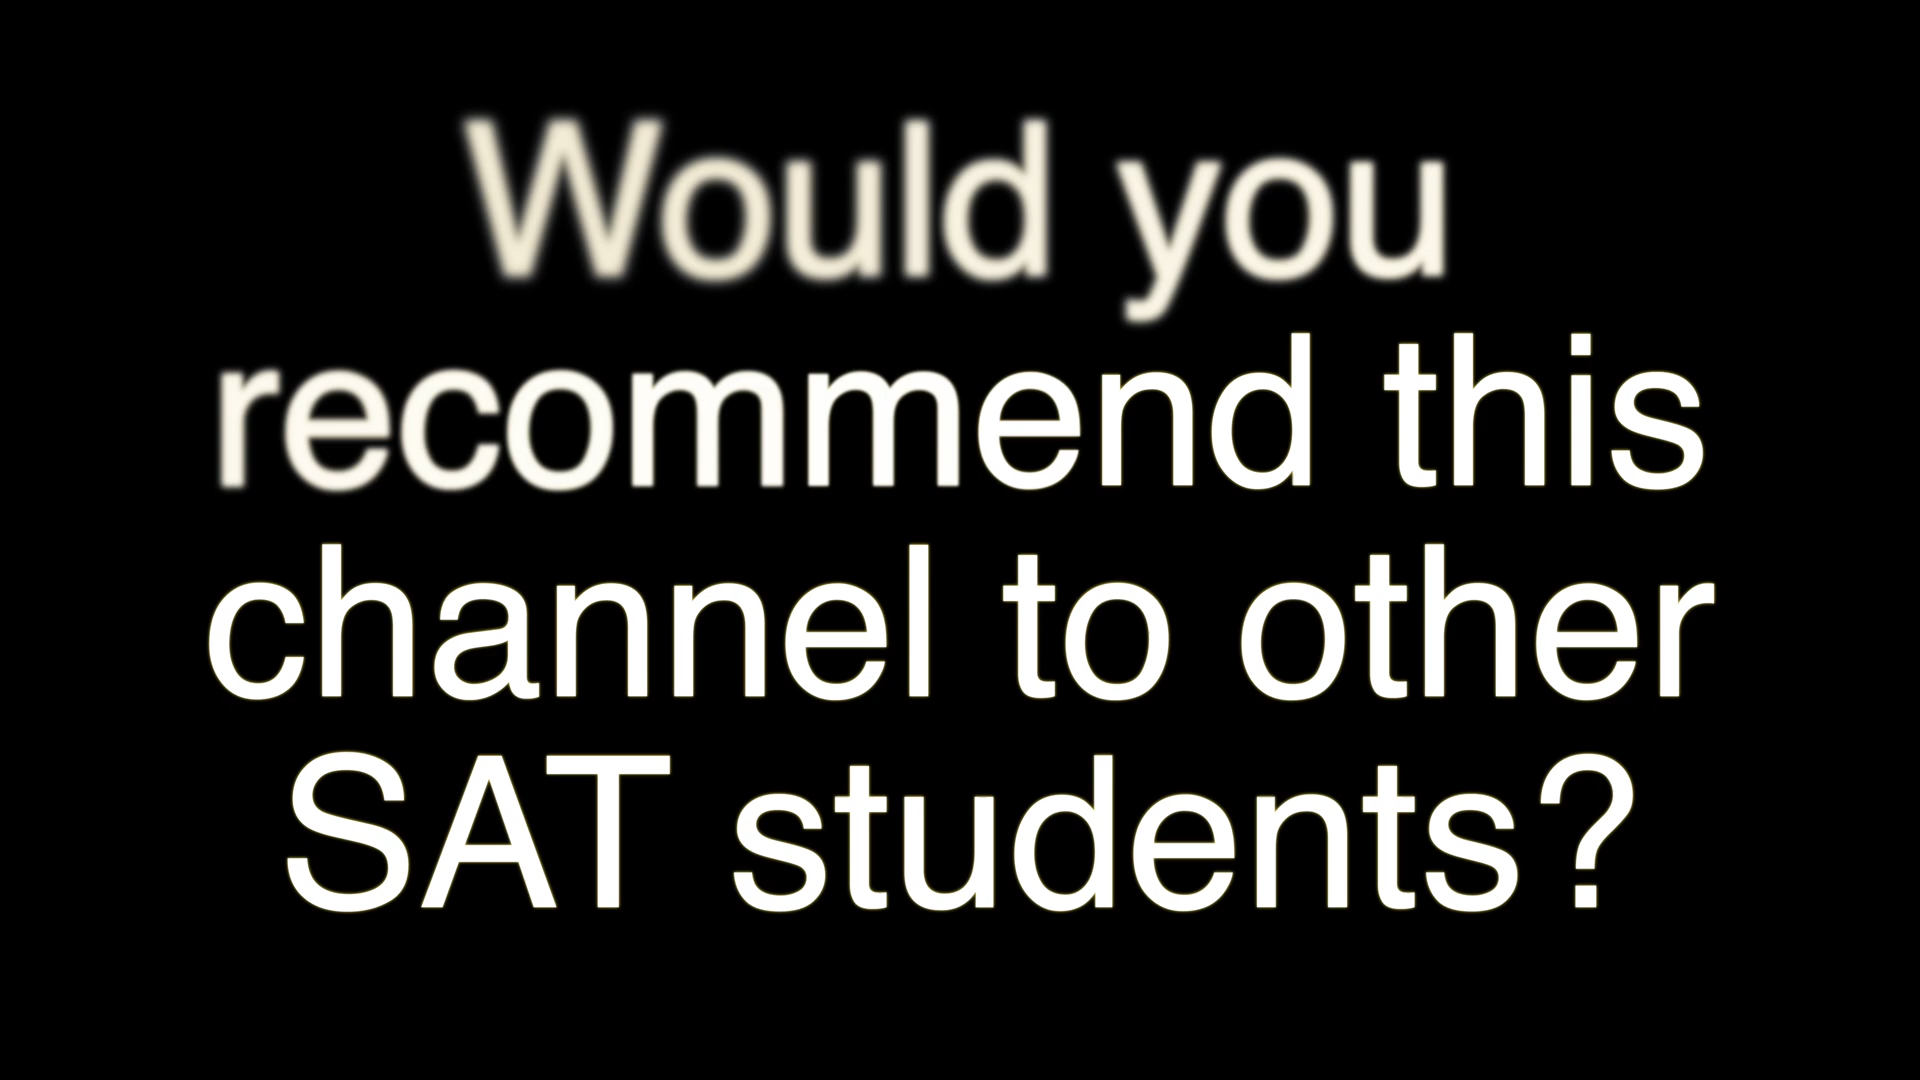 Would you
recommend this
channel to other
SAT students?